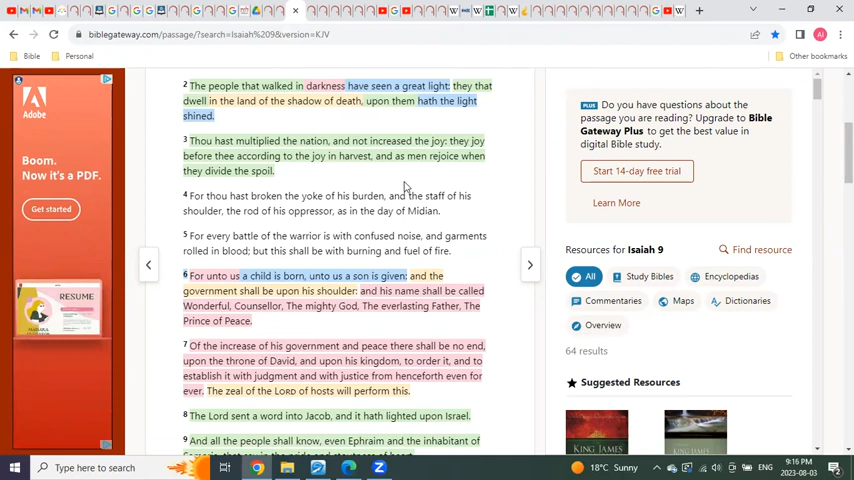 biblegateway.com/passage/?search=Isaiah%209&version=KJV
Bible
Personal
Other bookmarks
2 The people that walked in darkness have seen a great light: they that
dwell in the land of the shadow of death, upon them hath the light
shined.
3 Thou hast multiplied the nation, and not increased the joy: they joy
before thee according to the joy in harvest, and as men rejoice when
they divide the spoil.
4 For thou hast broken the yoke of his burden, and the staff of his
shoulder, the rod of his oppressor, as in the day of Midian.
5 For every battle of the warrior is with confused noise, and garments
rolled in blood; but this shall be with burning and fuel of fire.
6 For unto us a child is born, unto us a son is given: and the
government shall be upon his shoulder: and his name shall be called
Wonderful, Counsellor, The mighty God, The everlasting Father, The
Prince of Peace.
7 Of the increase of his government and peace there shall be no end,
upon the throne of David, and upon his kingdom, to order it, and to
establish it with judgment and with justice from henceforth even for
ever. The zeal of the LORD of hosts will perform this.
8 The Lord sent a word into Jacob, and it hath lighted upon Israel.
9 And all the people shall know, even Ephraim and the inhabitant of
Adobe
Boom.
Now it's a PDF.
Get started
RESUME
PLUS Do you have questions about the
passage you are reading? Upgrade to Bible
Gateway Plus to get the best value in
digital Bible study.
Start 14-day free trial
Learn More
Resources for Isaiah 9
Find resource
All
Study Bibles
Encyclopedias
Commentaries
Maps
Dictionaries
Overview
64 results
Suggested Resources
KING JAMES
Type here to search
18°C Sunny
ENG
9:16 PM
2023-08-03
2